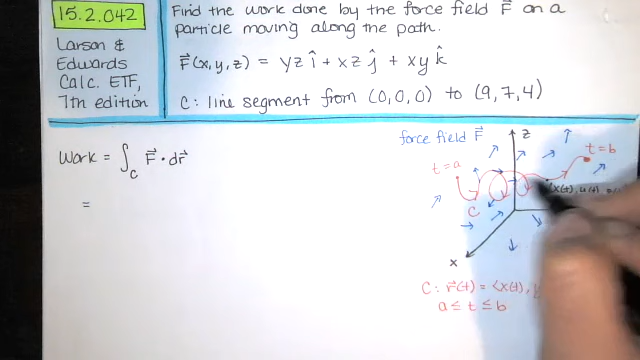 15.2.042
Larson &
Edwards
Calc. ETF,
7th edition
Find the work done by the force field F⃗ on a
particle moving along the path.
F⃗(x,y,z) = yz î + xz ĵ + xy k̂
C: line segment from (0,0,0) to (9,7,4)
Work = ∫_C F⃗ • dr⃗
=
force field F⃗
z
t = a
t = b
C
(x(t),
x
C: r⃗(t) = <x(t),
a ≤ t ≤ b